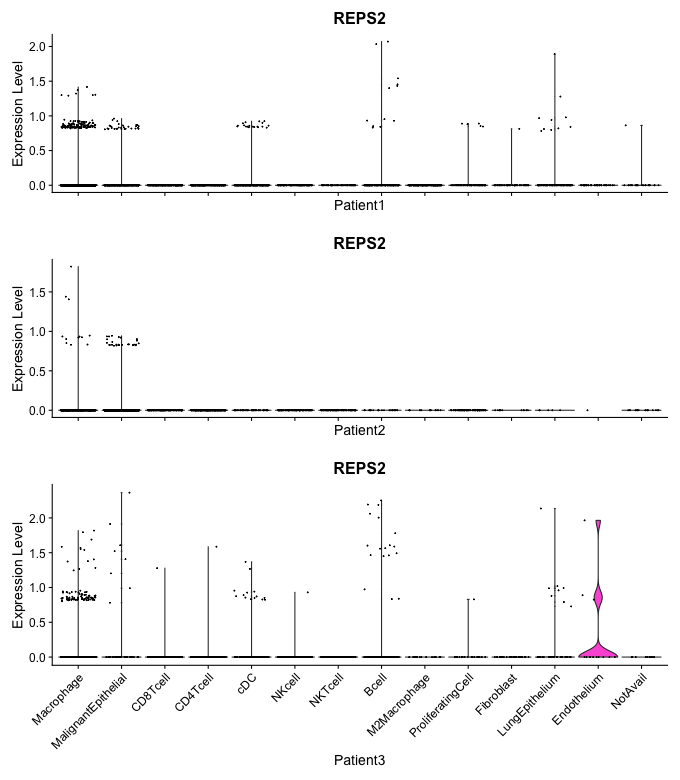 REPS2
Expression Level
2.0
1.5
1.0
0.5
0.0
Patient1
REPS2
Expression Level
1.5
1.0
0.5
0.0
Patient2
REPS2
Expression Level
2.0
1.5
1.0
0.5
0.0
Macrophage
MalignantEpithelial
CD8Tcell
CD4Tcell
cDC
NKcell
NKTcell
Bcell
M2Macrophage
ProliferatingCell
Fibroblast
LungEpithelium
Endothelium
NotAvail
Patient3